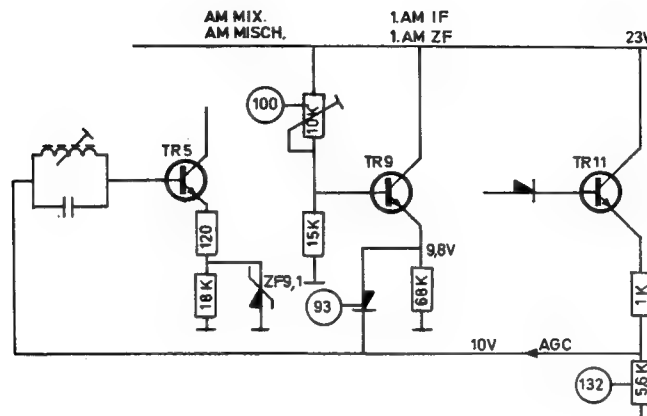 AM MIX.
AM MISCH,
1.AM IF
1.AM ZF
23V
100
10K
TR5
TR9
TR11
120
15K
9,8V
ZF9,1
18K
93
68K
1K
10V
AGC
132
5,6K